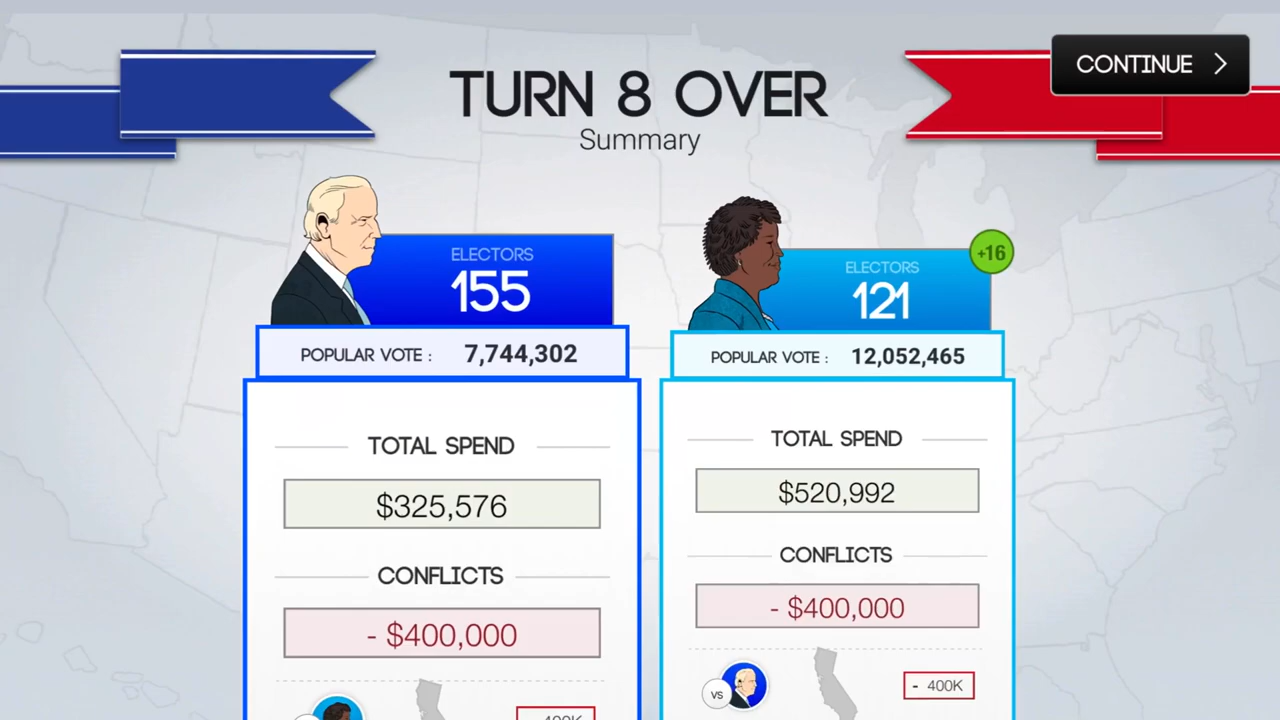 CONTINUE
TURN 8 OVER
Summary
ELECTORS
155
POPULAR VOTE : 7,744,302
TOTAL SPEND
$325,576
CONFLICTS
- $400,000
+16
ELECTORS
121
POPULAR VOTE : 12,052,465
TOTAL SPEND
$520,992
CONFLICTS
- $400,000
vs
- 400K